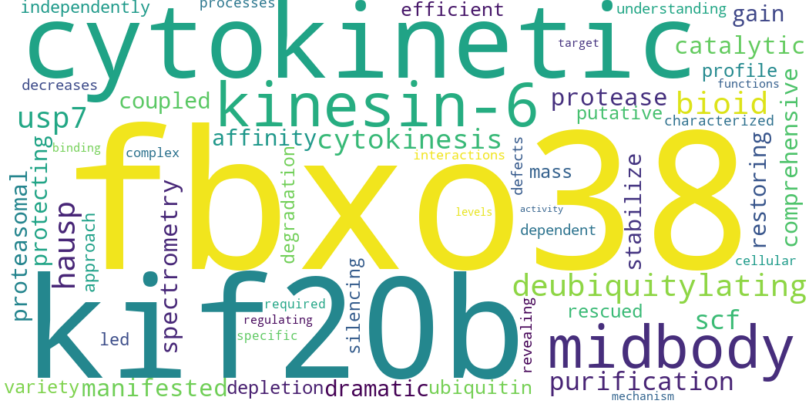 independently
processes
efficient
understanding
gain
cytokinetic
target
catalytic
decreases
coupled
kinesin-6
profile
functions
protease
bioid
usp7
putative
characterized
affinity
cytokinesis
binding
complex
interactions
defects
mass
restoring
comprehensive
proteasomal
protecting
degradation
fbxo38
levels
activity
stabilize
dependent
hausp
approach
spectrometry
cellular
kif20b
silencing
required
regulating
specific
led
revealing
deubiquitylating
rescued
scf
midbody
variety
manifested
depletion
dramatic
ubiquitin
purification
mechanism